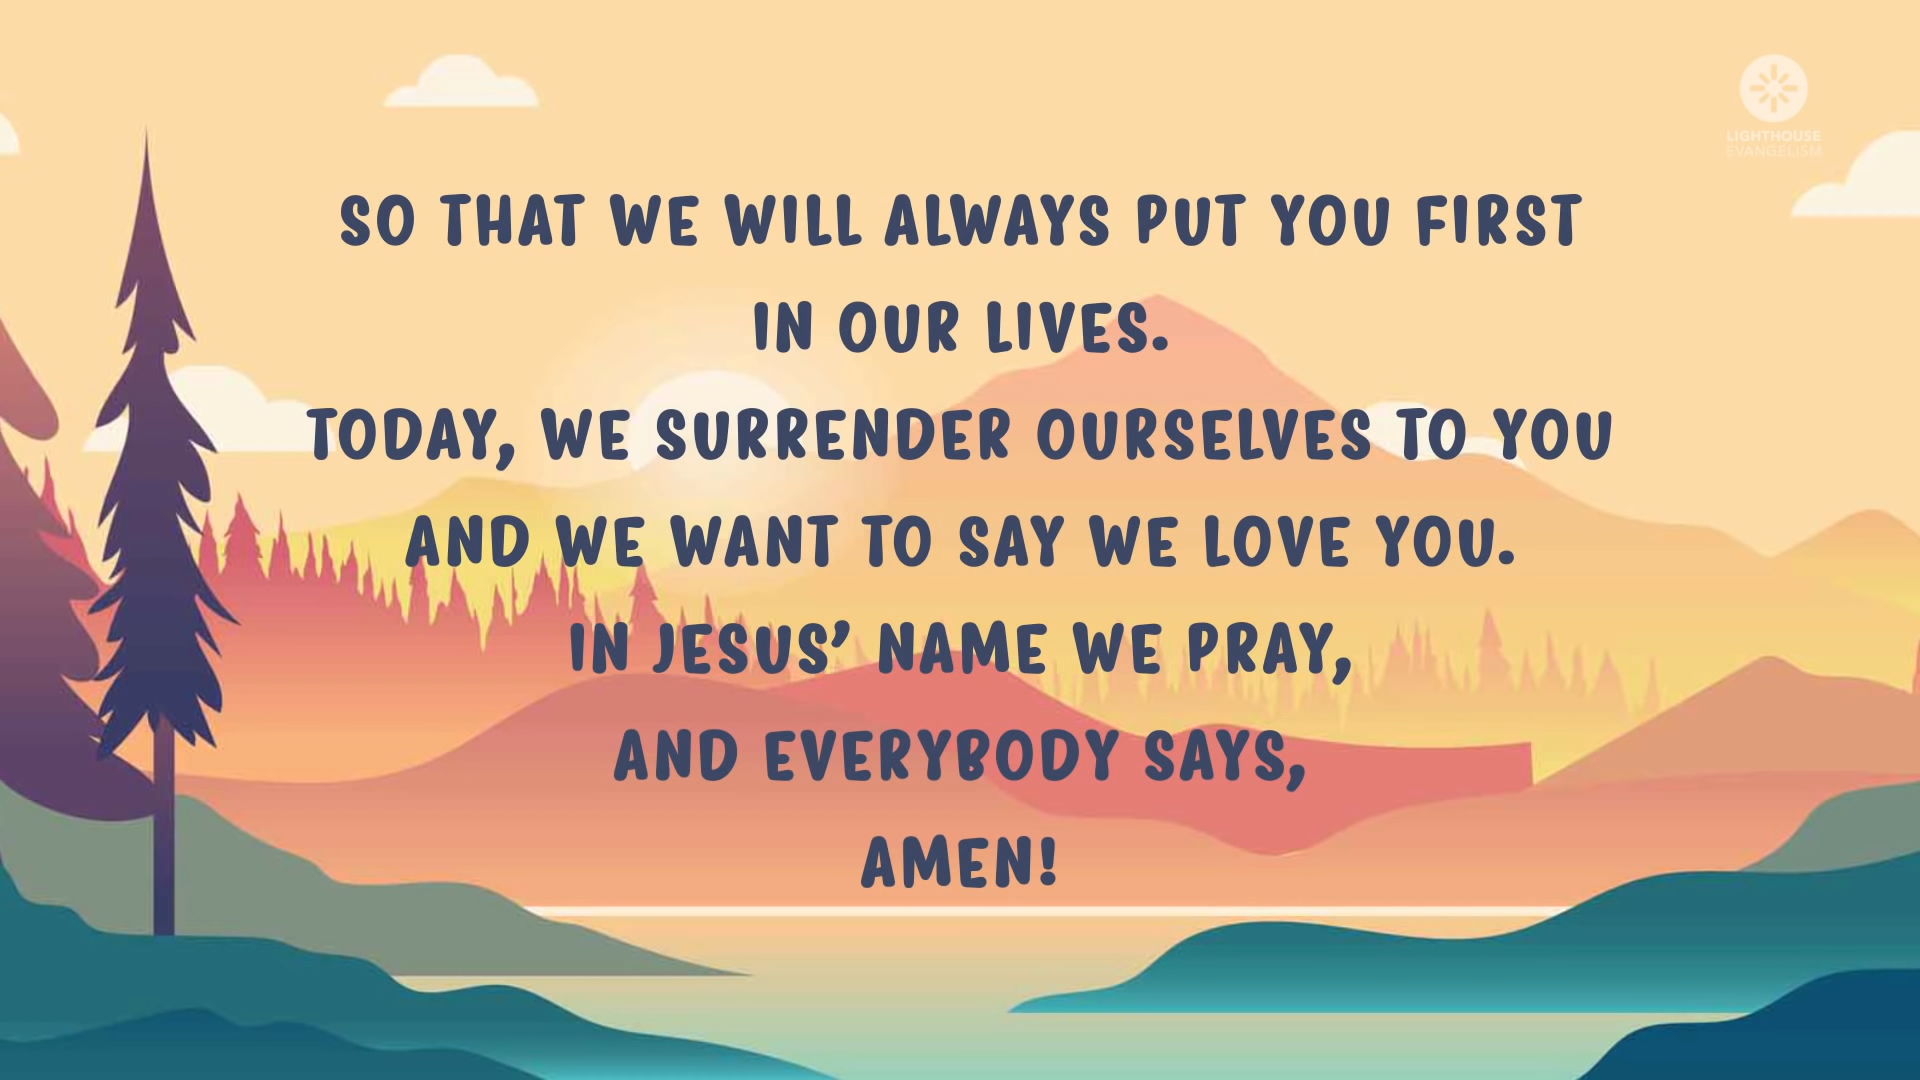 LIGHTHOUSE
EVANGELISM
SO THAT WE WILL ALWAYS PUT YOU FIRST
IN OUR LIVES.
TODAY, WE SURRENDER OURSELVES TO YOU
AND WE WANT TO SAY WE LOVE YOU.
IN JESUS’ NAME WE PRAY,
AND EVERYBODY SAYS,
AMEN!